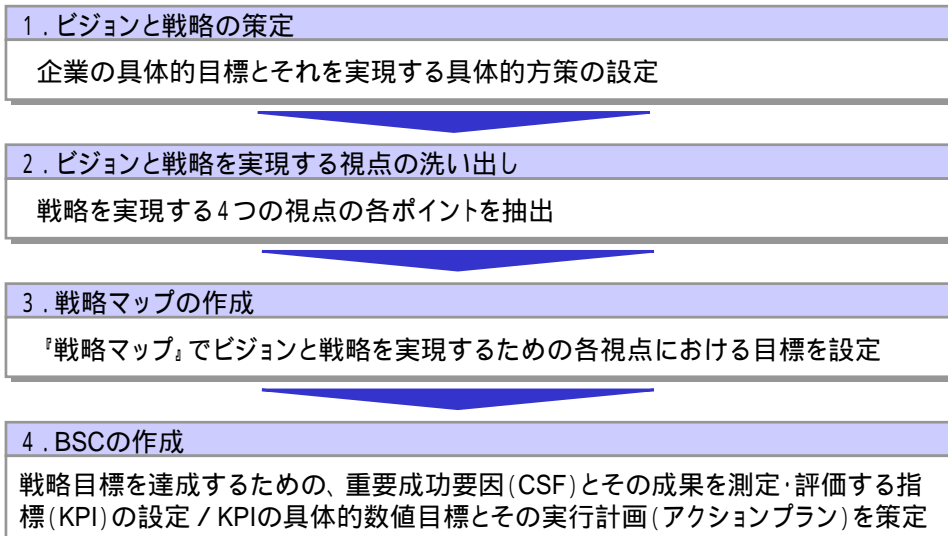 1．ビジョンと戦略の策定
企業の具体的目標とそれを実現する具体的方策の設定
2．ビジョンと戦略を実現する視点の洗い出し
戦略を実現する4つの視点の各ポイントを抽出
3．戦略マップの作成
『戦略マップ』でビジョンと戦略を実現するための各視点における目標を設定
4．BSCの作成
戦略目標を達成するための、重要成功要因(CSF)とその成果を測定・評価する指
標(KPI)の設定／KPIの具体的数値目標とその実行計画(アクションプラン)を策定